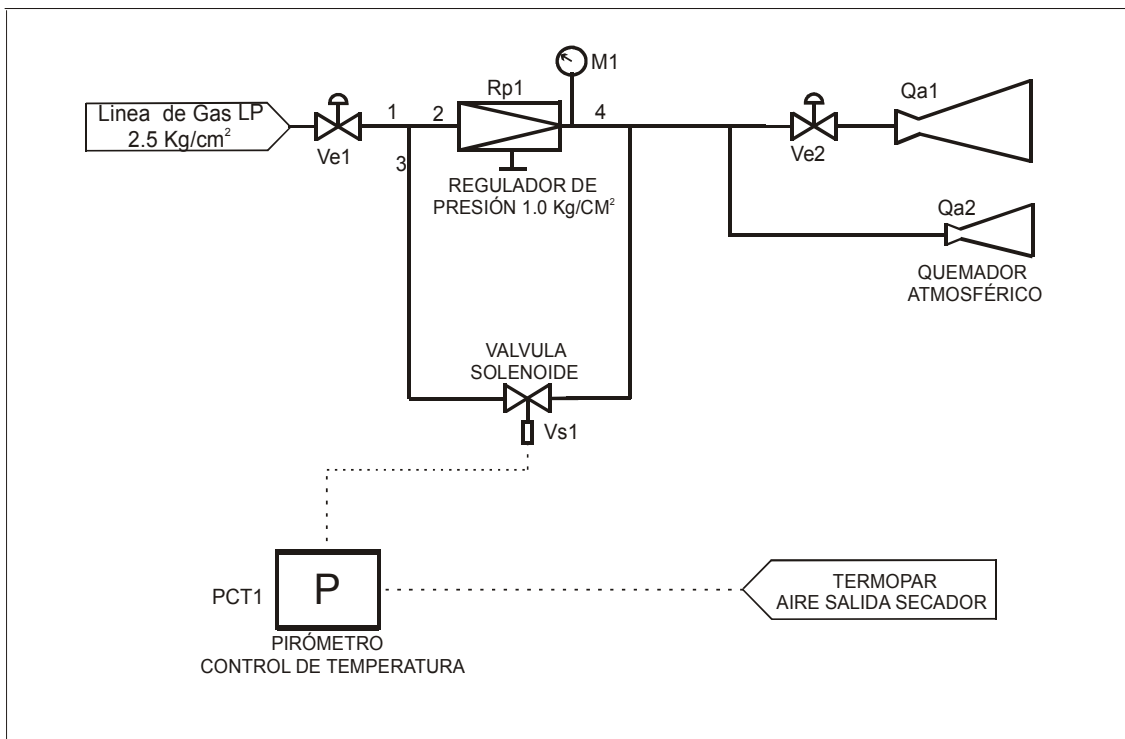 M1
Rp1
Qa1
Linea de Gas LP
2.5 Kg/cm²
1
2
4
Ve1
Ve2
3
REGULADOR DE
PRESIÓN 1.0 Kg/CM²
Qa2
QUEMADOR
ATMOSFÉRICO
VALVULA
SOLENOIDE
Vs1
PCT1
P
TERMOPAR
AIRE SALIDA SECADOR
PIRÓMETRO
CONTROL DE TEMPERATURA